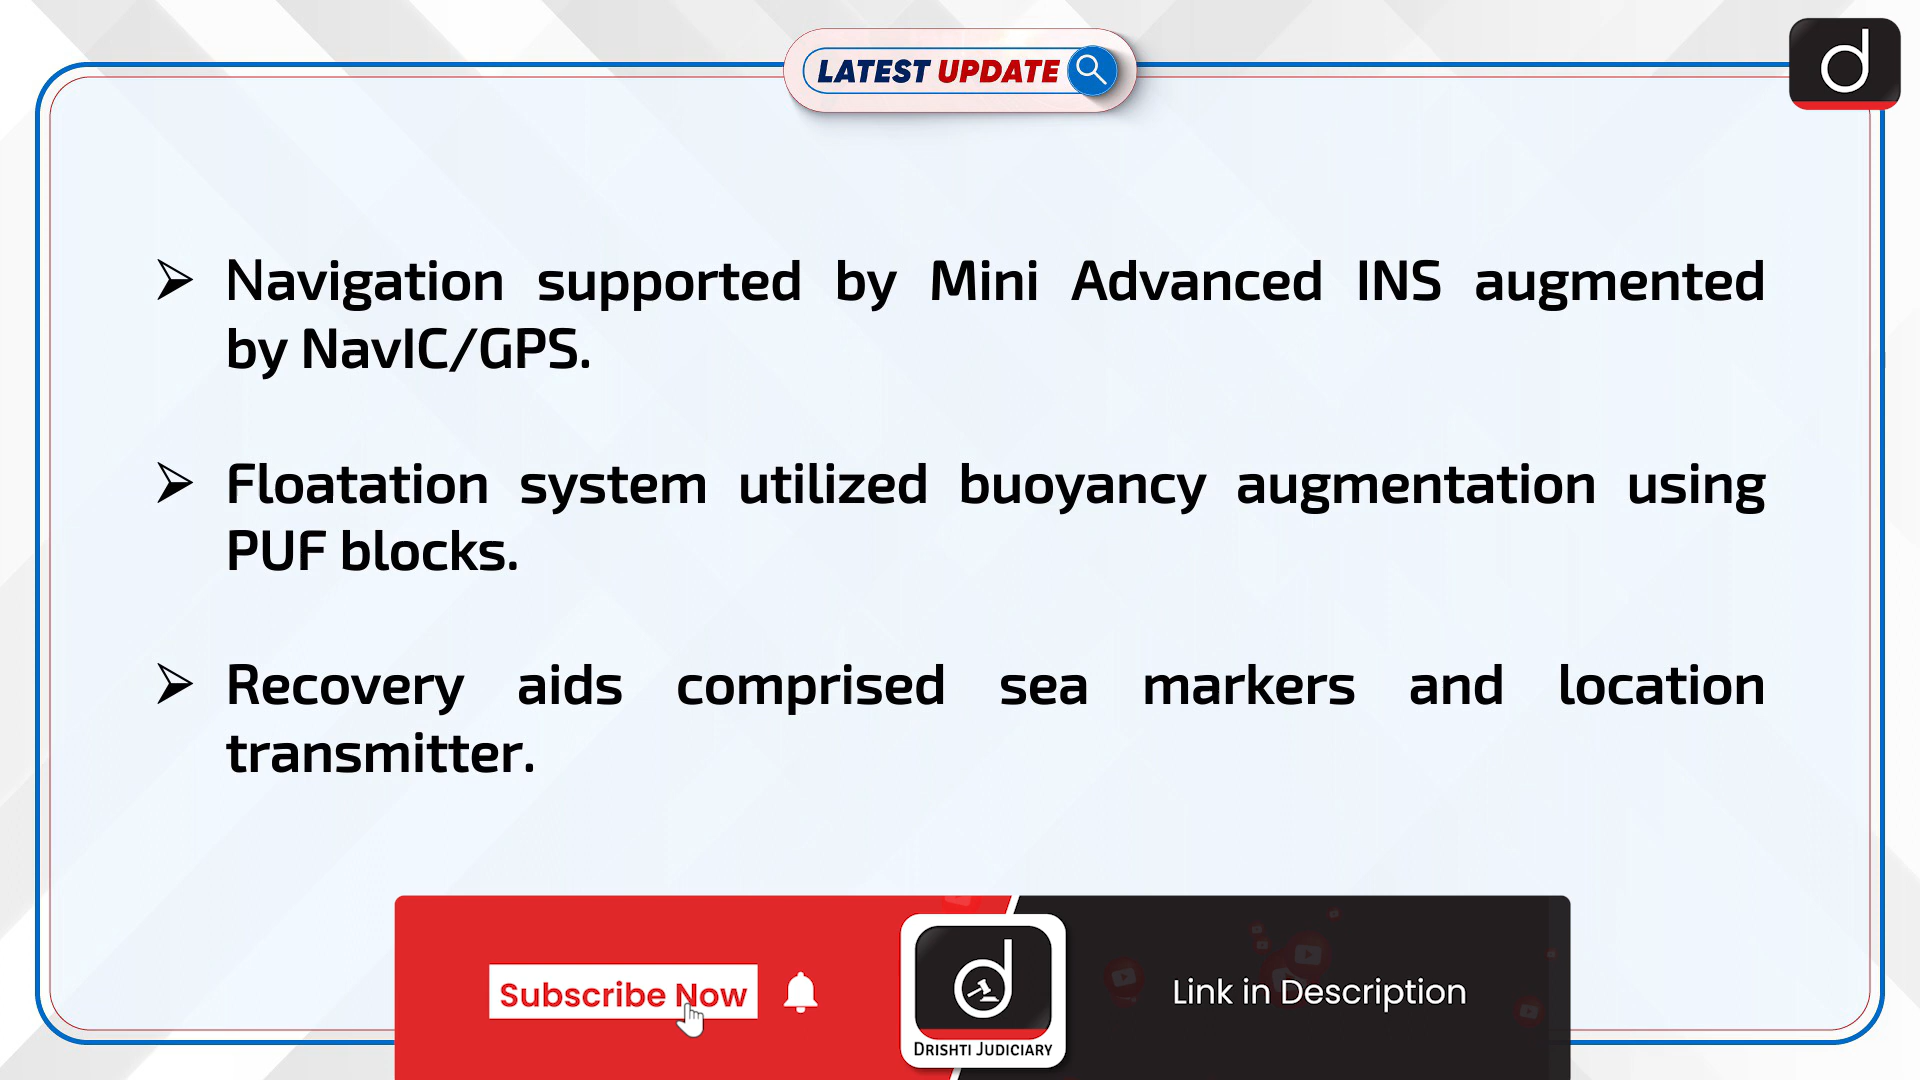 LATEST UPDATE
d
➢ Navigation supported by Mini Advanced INS augmented
by NavIC/GPS.
➢ Floatation system utilized buoyancy augmentation using
PUF blocks.
➢ Recovery aids comprised sea markers and location
transmitter.
Subscribe Now
d
DRISHTI JUDICIARY
Link in Description